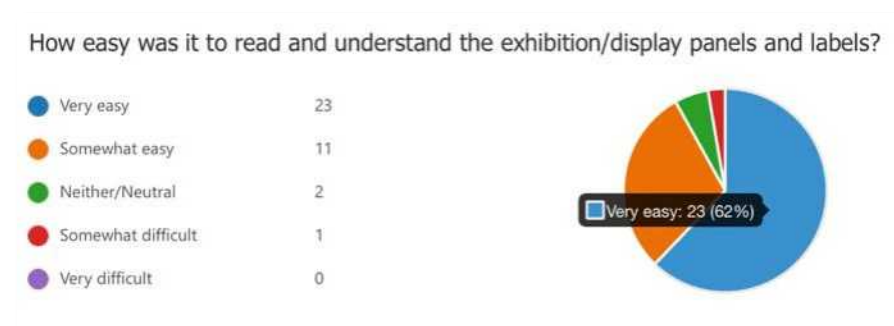 How easy was it to read and understand the exhibition/display panels and labels?
Very easy 23
Somewhat easy 11
Neither/Neutral 2
Somewhat difficult 1
Very difficult 0
Very easy: 23 (62%)